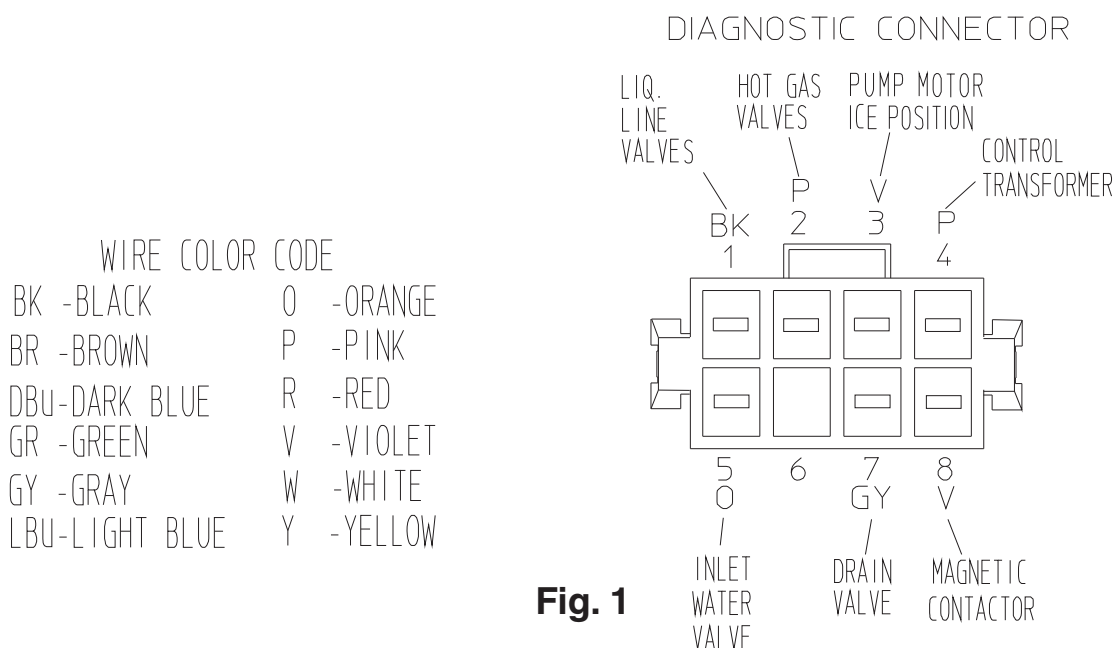 DIAGNOSTIC CONNECTOR
LIQ.
LINE
VALVES
HOT GAS
VALVES
PUMP MOTOR
ICE POSITION
CONTROL
TRANSFORMER
BK
1
P
2
V
3
P
4
WIRE COLOR CODE
BK -BLACK O -ORANGE
BR -BROWN P -PINK
DBU-DARK BLUE R -RED
GR -GREEN V -VIOLET
GY -GRAY W -WHITE
LBU-LIGHT BLUE Y -YELLOW
5
O
6
7
GY
8
V
INLET
WATER
VALVE
DRAIN
VALVE
MAGNETIC
CONTACTOR
Fig. 1